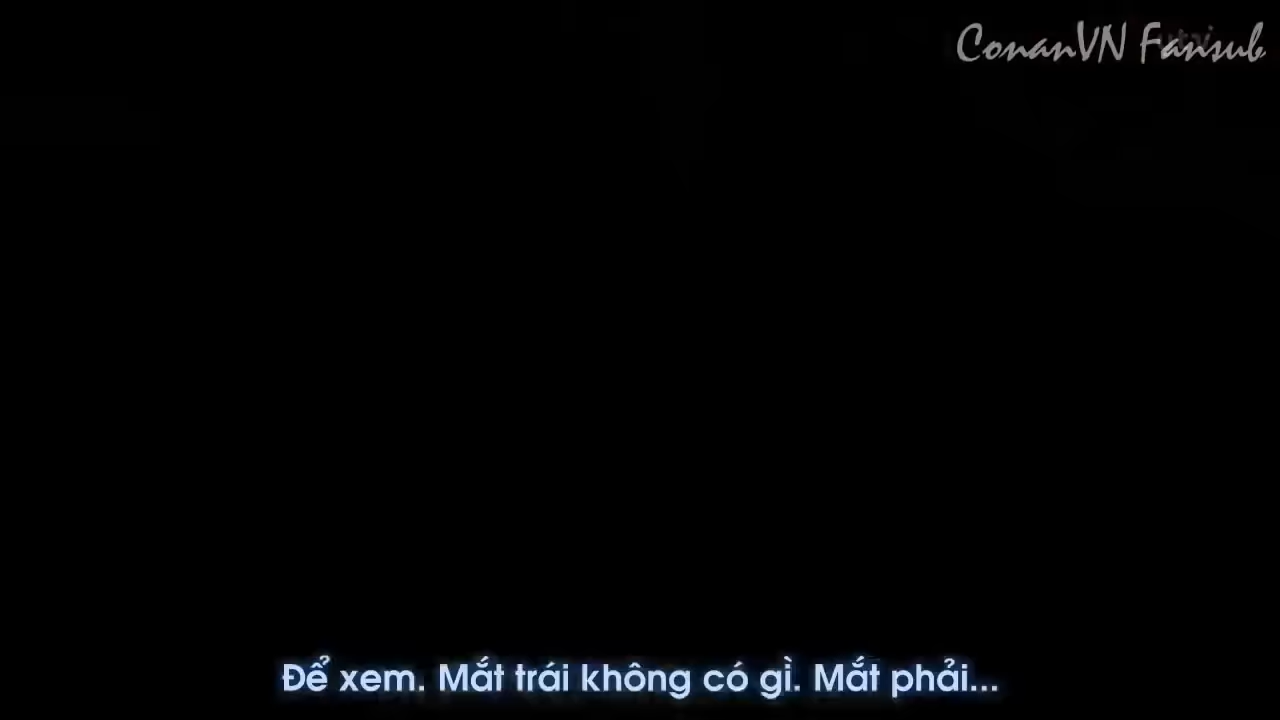 ConanVN Fansub
Để xem. Mắt trái không có gì. Mắt phải...